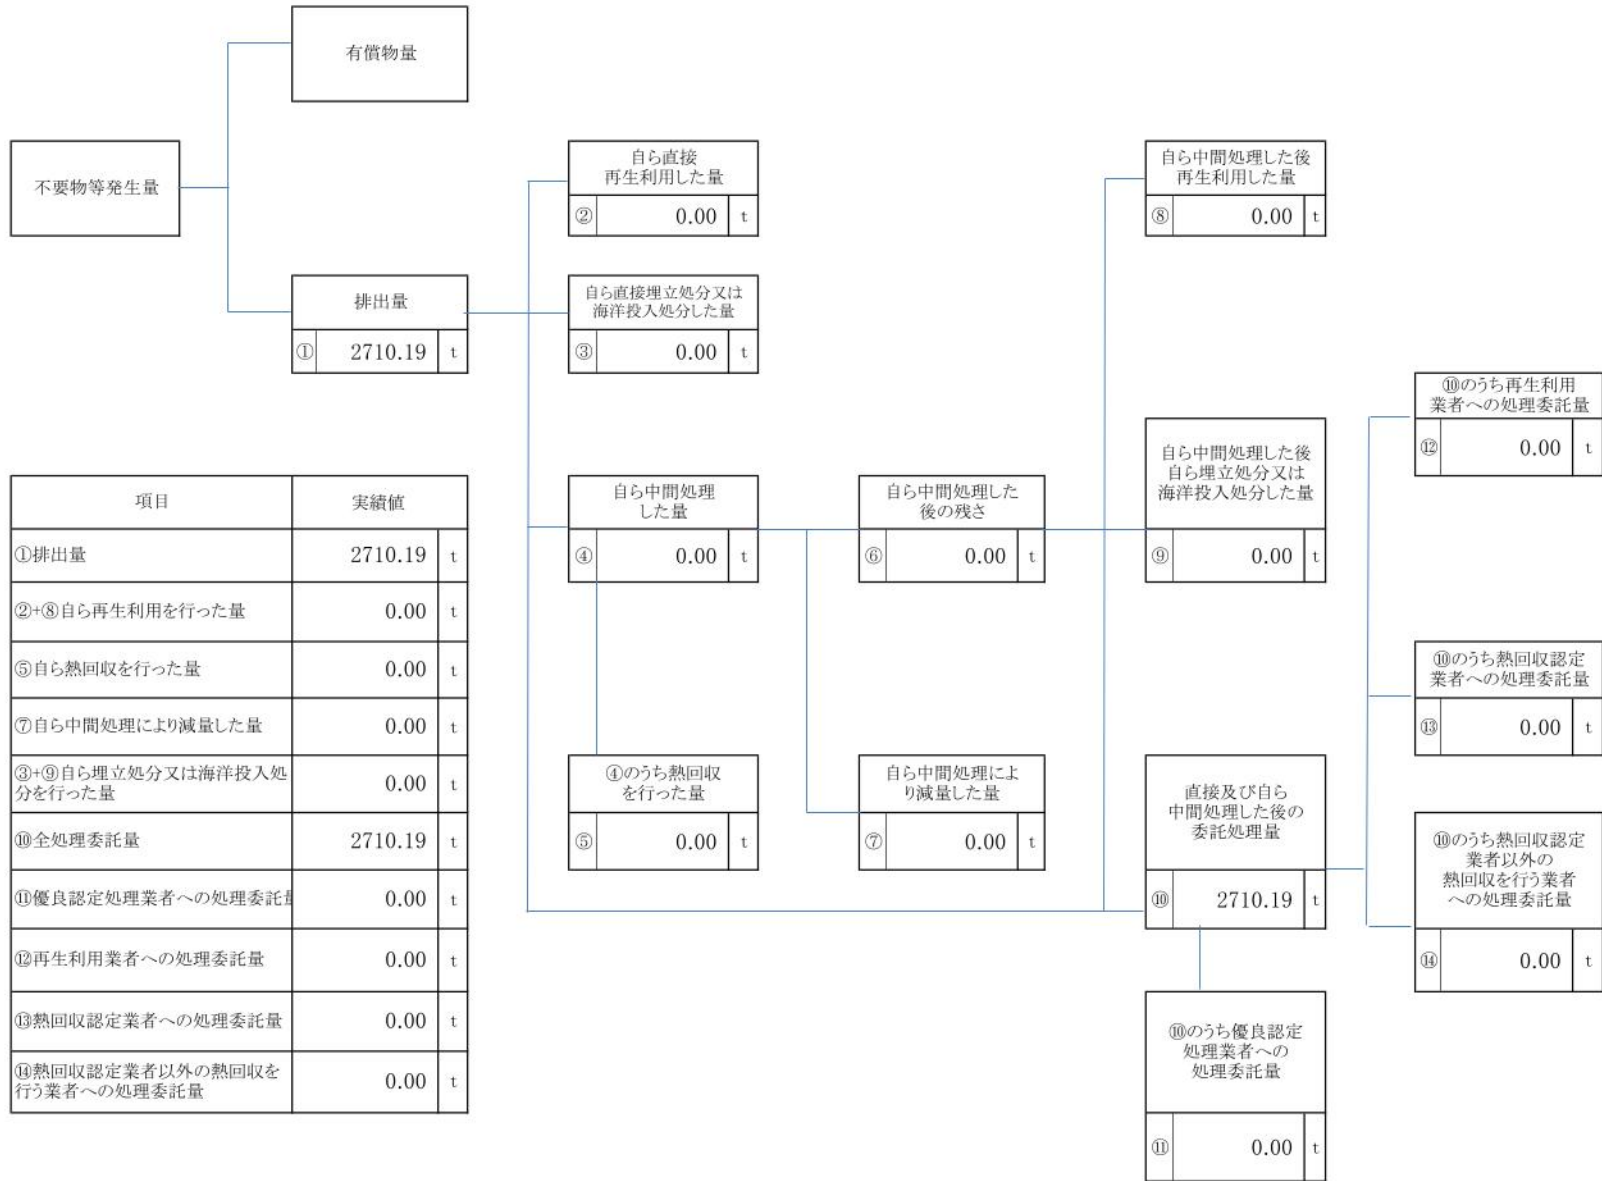 有償物量
不要物等発生量
排出量
① 2710.19 t
自ら直接
再生利用した量
② 0.00 t
自ら直接埋立処分又は
海洋投入処分した量
③ 0.00 t
自ら中間処理
した量
④ 0.00 t
④のうち熱回収
を行った量
⑤ 0.00 t
自ら中間処理した
後の残さ
⑥ 0.00 t
自ら中間処理によ
り減量した量
⑦ 0.00 t
自ら中間処理した後
再生利用した量
⑧ 0.00 t
自ら中間処理した後
自ら埋立処分又は
海洋投入処分した量
⑨ 0.00 t
直接及び自ら
中間処理した後の
委託処理量
⑩ 2710.19 t
⑩のうち優良認定
処理業者への
処理委託量
⑪ 0.00 t
⑩のうち再生利用
業者への処理委託量
⑫ 0.00 t
⑩のうち熱回収認定
業者への処理委託量
⑬ 0.00 t
⑩のうち熱回収認定
業者以外の
熱回収を行う業者
への処理委託量
⑭ 0.00 t
項目 実績値
①排出量 2710.19 t
②+⑧自ら再生利用を行った量 0.00 t
⑤自ら熱回収を行った量 0.00 t
⑦自ら中間処理により減量した量 0.00 t
③+⑨自ら埋立処分又は海洋投入処
分を行った量 0.00 t
⑩全処理委託量 2710.19 t
⑪優良認定処理業者への処理委託量 0.00 t
⑫再生利用業者への処理委託量 0.00 t
⑬熱回収認定業者への処理委託量 0.00 t
⑭熱回収認定業者以外の熱回収を
行う業者への処理委託量 0.00 t